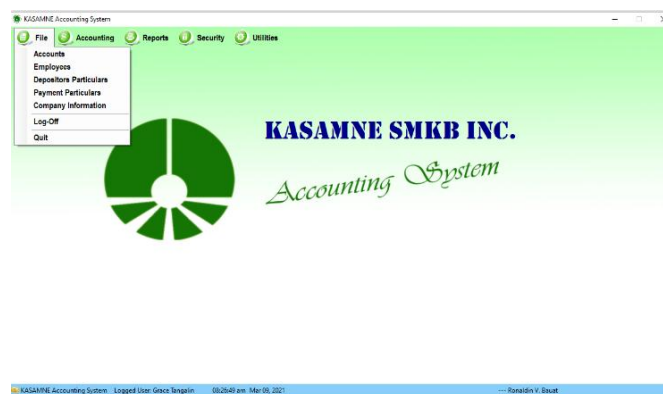 KASAMNE Accounting System
File Accounting Reports Security Utilities
Accounts
Employees
Depositors Particulars
Payment Particulars
Company Information
Log-Off
Quit
KASAMNE SMKB INC.
Accounting System
KASAMNE Accounting System Logged User: Grace Tangalin 08:26:49 am Mar 09, 2021 --- Ronaldin V. Bauat